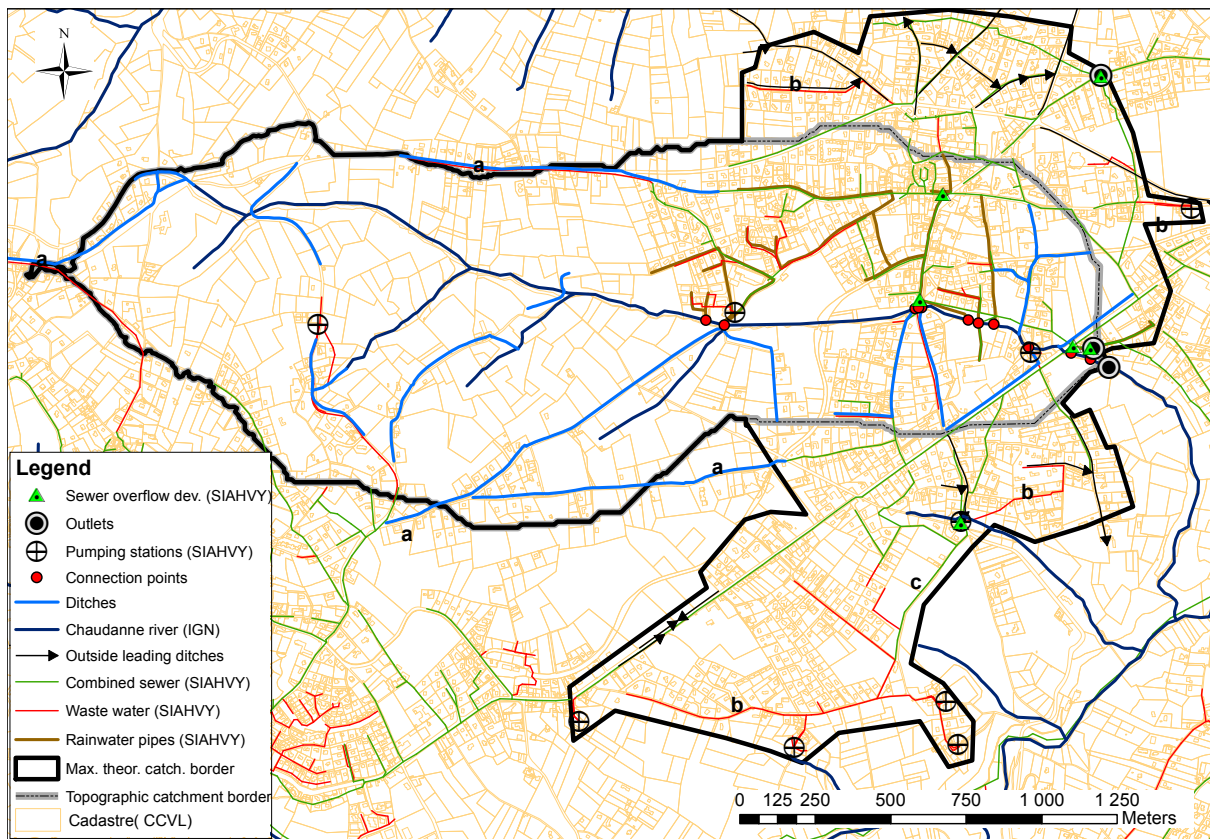 N
b
a
b
a
a
a
b
c
b
Legend
Sewer overflow dev. (SIAHVY)
Outlets
Pumping stations (SIAHVY)
Connection points
Ditches
Chaudanne river (IGN)
Outside leading ditches
Combined sewer (SIAHVY)
Waste water (SIAHVY)
Rainwater pipes (SIAHVY)
Max. theor. catch. border
Topographic catchment border
Cadastre( CCVL)
0 125 250 500 750 1 000 1 250
Meters